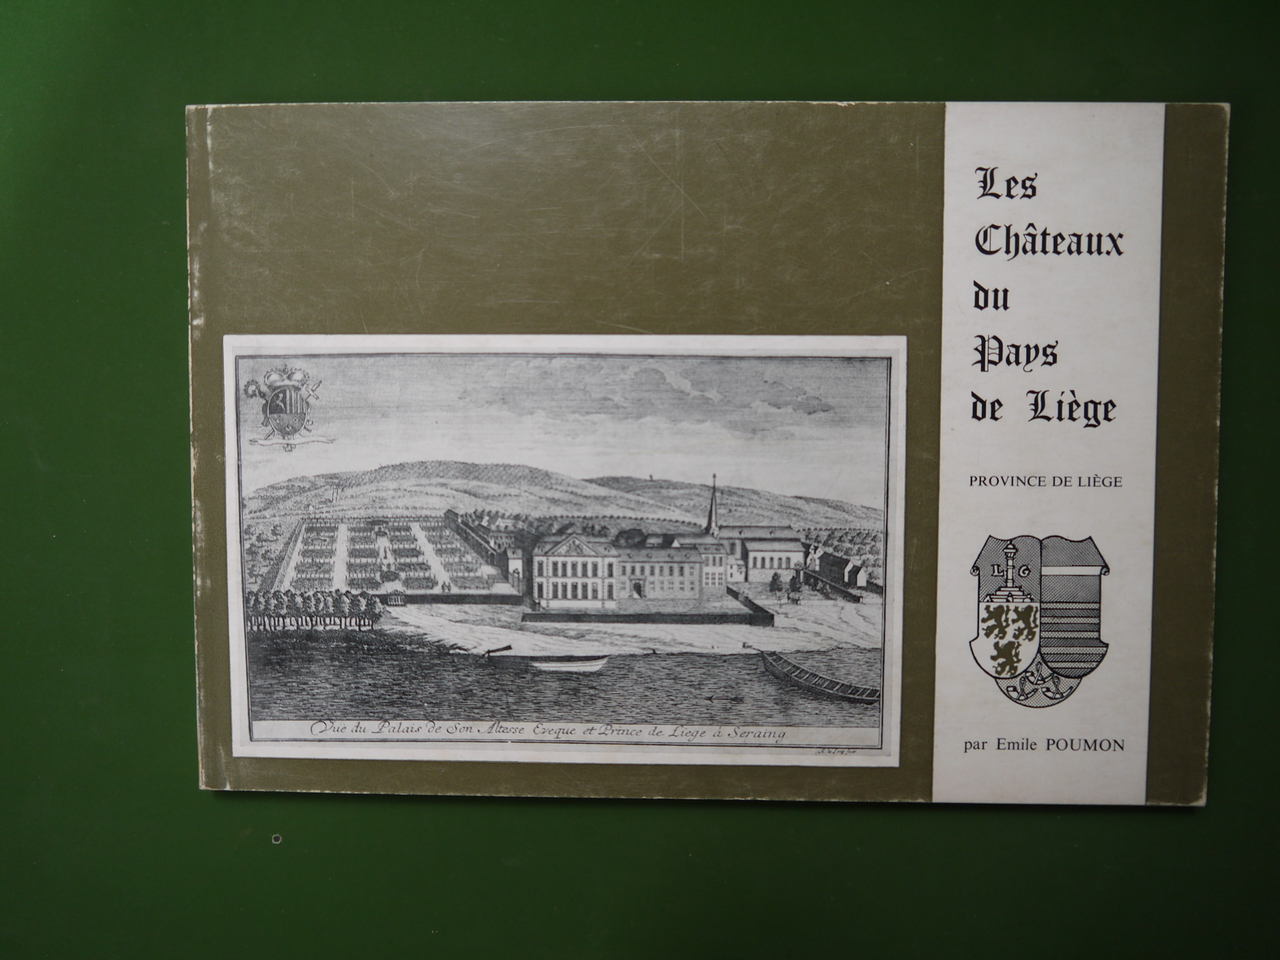 Les
Châteaux
du
Pays
de Liège
PROVINCE DE LIÈGE
L G
par Emile POUMON
Vue du Palais de Son Altesse Eveque et Prince de Liege à Seraing